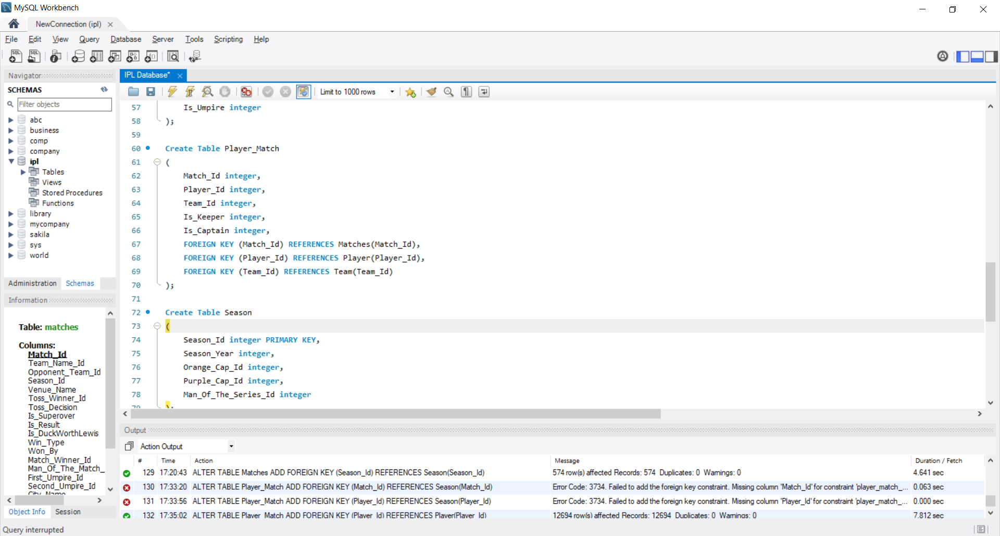 MySQL Workbench
NewConnection (ipl)
File Edit View Query Database Server Tools Scripting Help
Navigator
SCHEMAS
Filter objects
abc
business
comp
company
ipl
Tables
Views
Stored Procedures
Functions
library
mycompany
sakila
sys
world
Administration Schemas
Information
Table: matches
Columns:
Match_Id
Team_Name_Id
Opponent_Team_Id
Season_Id
Venue_Name
Toss_Winner_Id
Toss_Decision
Is_Superover
Is_Result
Is_DuckWorthLewis
Win_Type
Won_By
Match_Winner_Id
Man_Of_The_Match_
First_Umpire_Id
Second_Umpire_Id
City_Name
Object Info Session
IPL Database*
Limit to 1000 rows
57 Is_Umpire integer
58 );
59
60 Create Table Player_Match
61 (
62 Match_Id integer,
63 Player_Id integer,
64 Team_Id integer,
65 Is_Keeper integer,
66 Is_Captain integer,
67 FOREIGN KEY (Match_Id) REFERENCES Matches(Match_Id),
68 FOREIGN KEY (Player_Id) REFERENCES Player(Player_Id),
69 FOREIGN KEY (Team_Id) REFERENCES Team(Team_Id)
70 );
71
72 Create Table Season
73 (
74 Season_Id integer PRIMARY KEY,
75 Season_Year integer,
76 Orange_Cap_Id integer,
77 Purple_Cap_Id integer,
78 Man_Of_The_Series_Id integer
79 );
Output
Action Output
# Time Action Message Duration / Fetch
129 17:20:43 ALTER TABLE Matches ADD FOREIGN KEY (Season_Id) REFERENCES Season(Season_Id) 574 row(s) affected Records: 574 Duplicates: 0 Warnings: 0 4.641 sec
130 17:33:20 ALTER TABLE Player_Match ADD FOREIGN KEY (Match_Id) REFERENCES Season(Match_Id) Error Code: 3734. Failed to add the foreign key constraint. Missing column 'Match_Id' for constraint 'player_match_... 0.063 sec
131 17:33:56 ALTER TABLE Player_Match ADD FOREIGN KEY (Player_Id) REFERENCES Season(Player_Id) Error Code: 3734. Failed to add the foreign key constraint. Missing column 'Player_Id' for constraint 'player_match_... 0.000 sec
132 17:35:02 ALTER TABLE Player_Match ADD FOREIGN KEY (Player_Id) REFERENCES Player(Player_Id) 12694 row(s) affected Records: 12694 Duplicates: 0 Warnings: 0 7.812 sec
Query interrupted